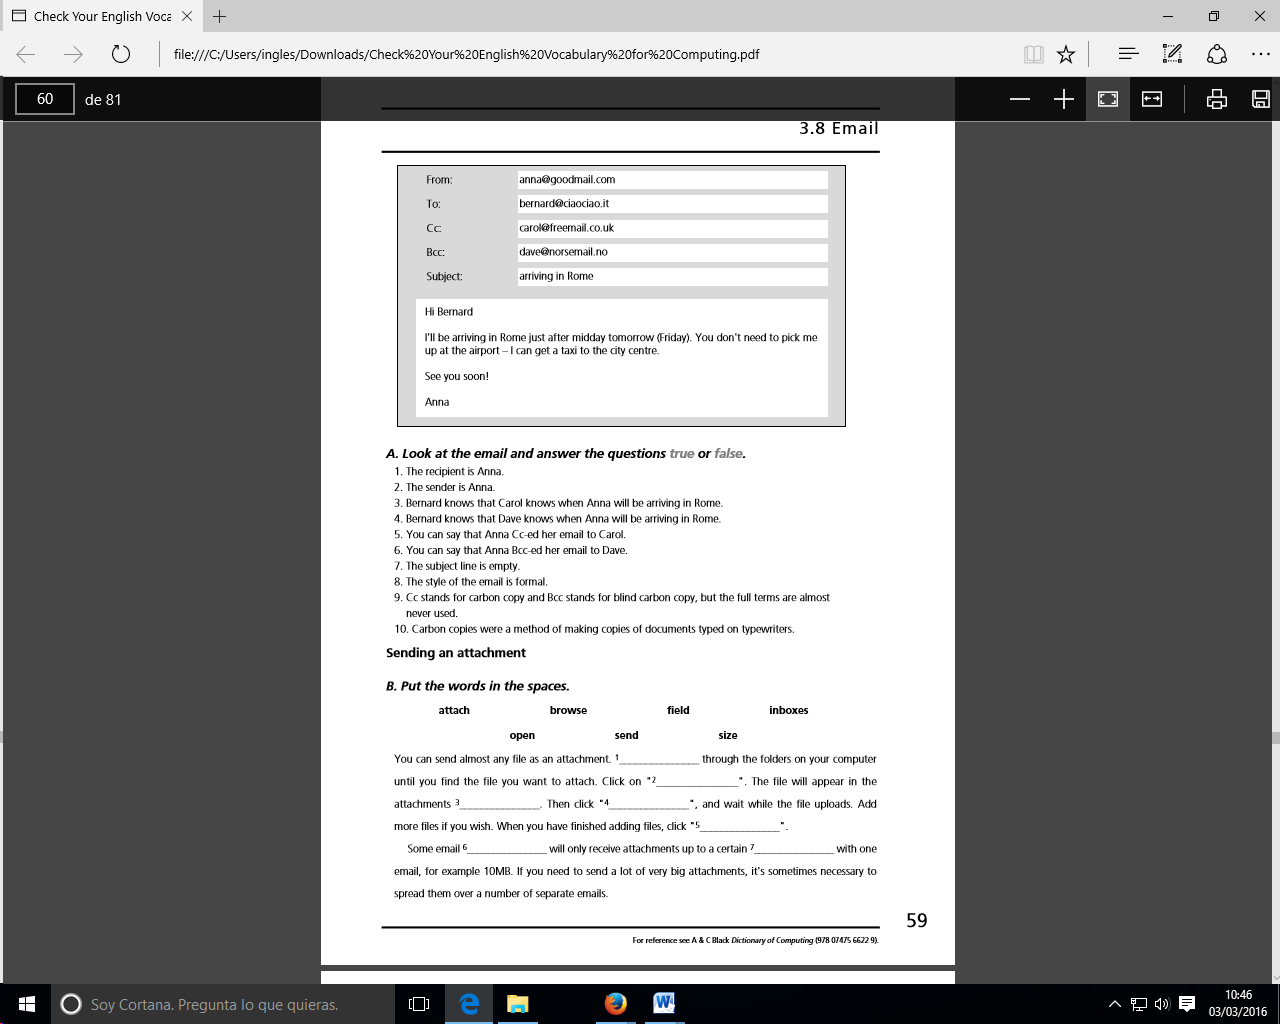 Check Your English Voca
file:///C:/Users/ingles/Downloads/Check%20Your%20English%20Vocabulary%20for%20Computing.pdf
60 de 81
3.8 Email
From: anna@goodmail.com
To: bernard@ciaociao.it
Cc: carol@freemail.co.uk
Bcc: dave@norsemail.no
Subject: arriving in Rome
Hi Bernard
I'll be arriving in Rome just after midday tomorrow (Friday). You don't need to pick me
up at the airport – I can get a taxi to the city centre.
See you soon!
Anna
A. Look at the email and answer the questions true or false.
1. The recipient is Anna.
2. The sender is Anna.
3. Bernard knows that Carol knows when Anna will be arriving in Rome.
4. Bernard knows that Dave knows when Anna will be arriving in Rome.
5. You can say that Anna Cc-ed her email to Carol.
6. You can say that Anna Bcc-ed her email to Dave.
7. The subject line is empty.
8. The style of the email is formal.
9. Cc stands for carbon copy and Bcc stands for blind carbon copy, but the full terms are almost
never used.
10. Carbon copies were a method of making copies of documents typed on typewriters.
Sending an attachment
B. Put the words in the spaces.
attach browse field inboxes
open send size
You can send almost any file as an attachment. 1______________ through the folders on your computer
until you find the file you want to attach. Click on "2______________". The file will appear in the
attachments 3______________. Then click "4______________", and wait while the file uploads. Add
more files if you wish. When you have finished adding files, click "5______________".
Some email 6______________ will only receive attachments up to a certain 7______________ with one
email, for example 10MB. If you need to send a lot of very big attachments, it's sometimes necessary to
spread them over a number of separate emails.
59
For reference see A & C Black Dictionary of Computing (978 07475 6622 9).
Soy Cortana. Pregunta lo que quieras.
10:46
03/03/2016